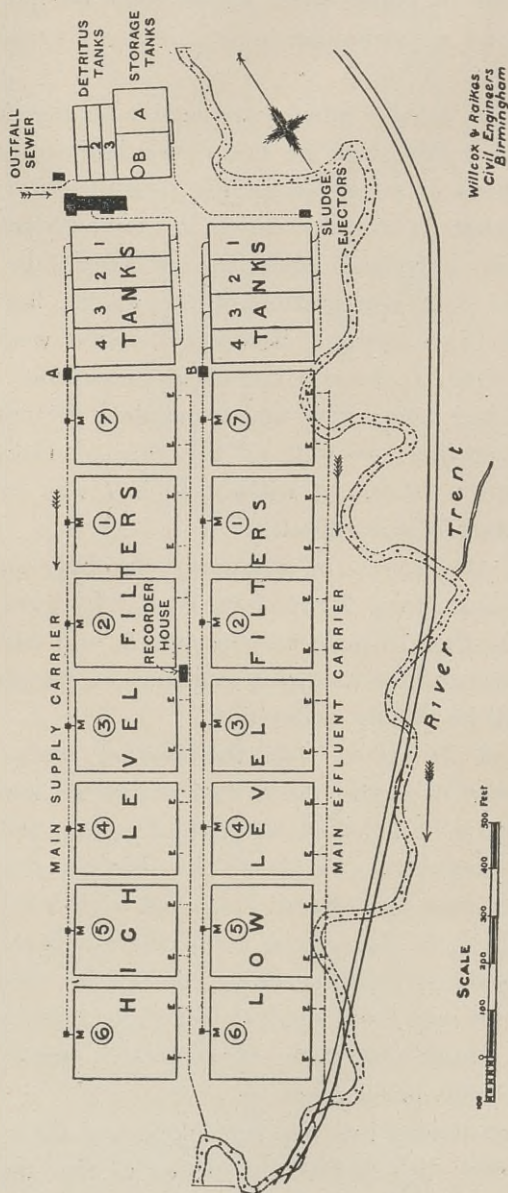 OUTFALL
SEWER
DETRITUS
TANKS
STORAGE
TANKS
1
2
3
OB
A
MAIN SUPPLY CARRIER
A
4 3 2 1
TANKS
M M M M M M M
6 5 4 3 2 1 7
HIGH LEVEL FILTERS
E E E E E E E E E E E E E E
RECORDER
HOUSE
B
4 3 2 1
TANKS
SLUDGE
EJECTORS
M M M M M M M
6 5 4 3 2 1 7
LOW LEVEL FILTERS
E E E E E E E E E E E E E E
MAIN EFFLUENT CARRIER
River Trent
SCALE
100 0 100 200 300 400 500 Feet
Willcox & Raikes
Civil Engineers
Birmingham